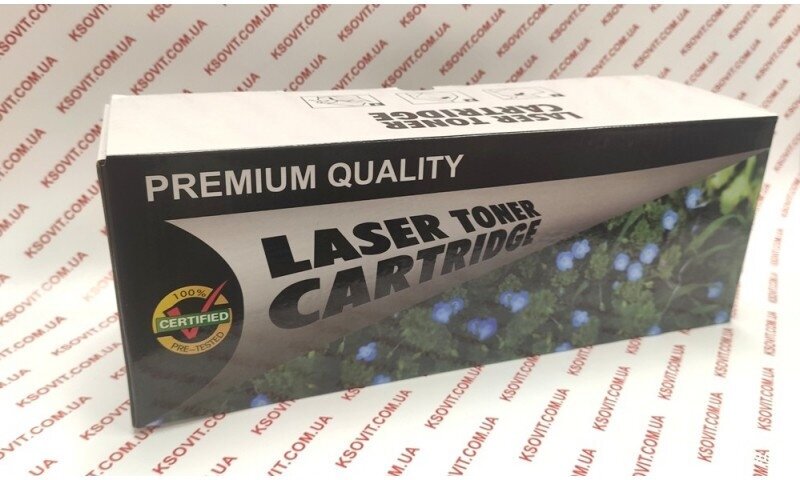 LASER TONER
CARTRIDGE
PREMIUM QUALITY
LASER TONER
CARTRIDGE
100%
CERTIFIED
PRE-TESTED
KSOVIT.COM.UA